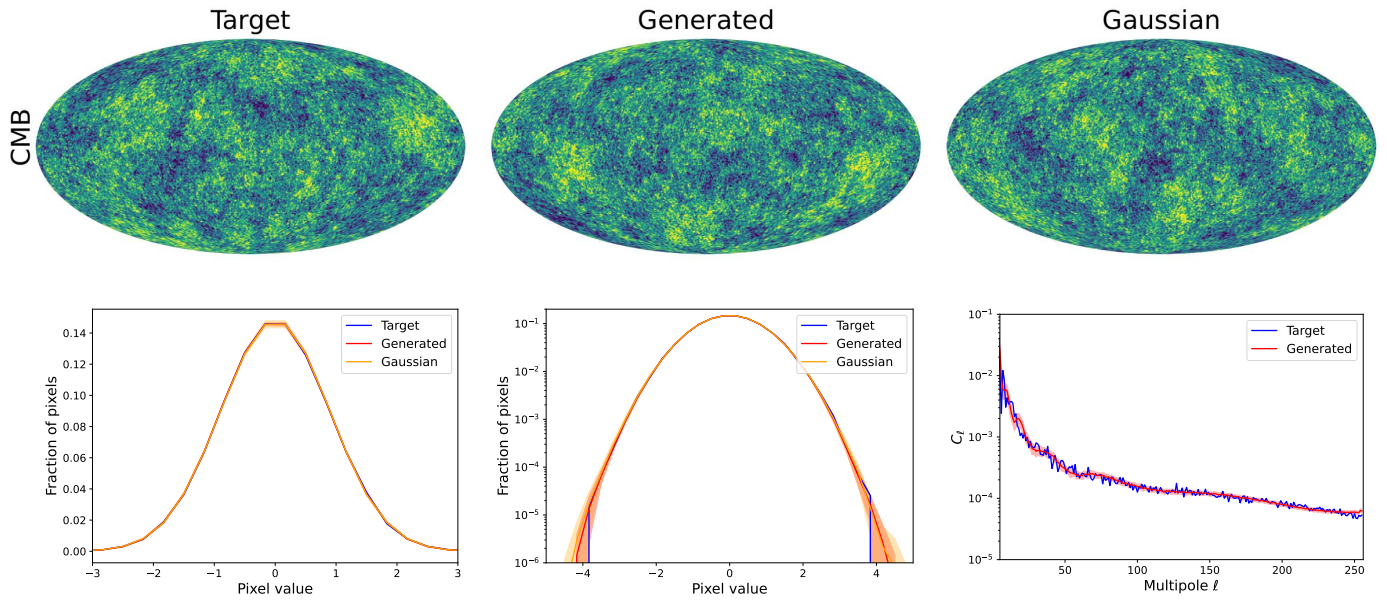 Target
Generated
Gaussian
CMB
Fraction of pixels
0.14
0.12
0.10
0.08
0.06
0.04
0.02
0.00
−3
−2
−1
0
1
2
3
Pixel value
Target
Generated
Gaussian
Fraction of pixels
10⁻¹
10⁻²
10⁻³
10⁻⁴
10⁻⁵
10⁻⁶
−4
−2
0
2
4
Pixel value
Target
Generated
Gaussian
Cℓ
10⁻¹
10⁻²
10⁻³
10⁻⁴
10⁻⁵
50
100
150
200
250
Multipole ℓ
Target
Generated